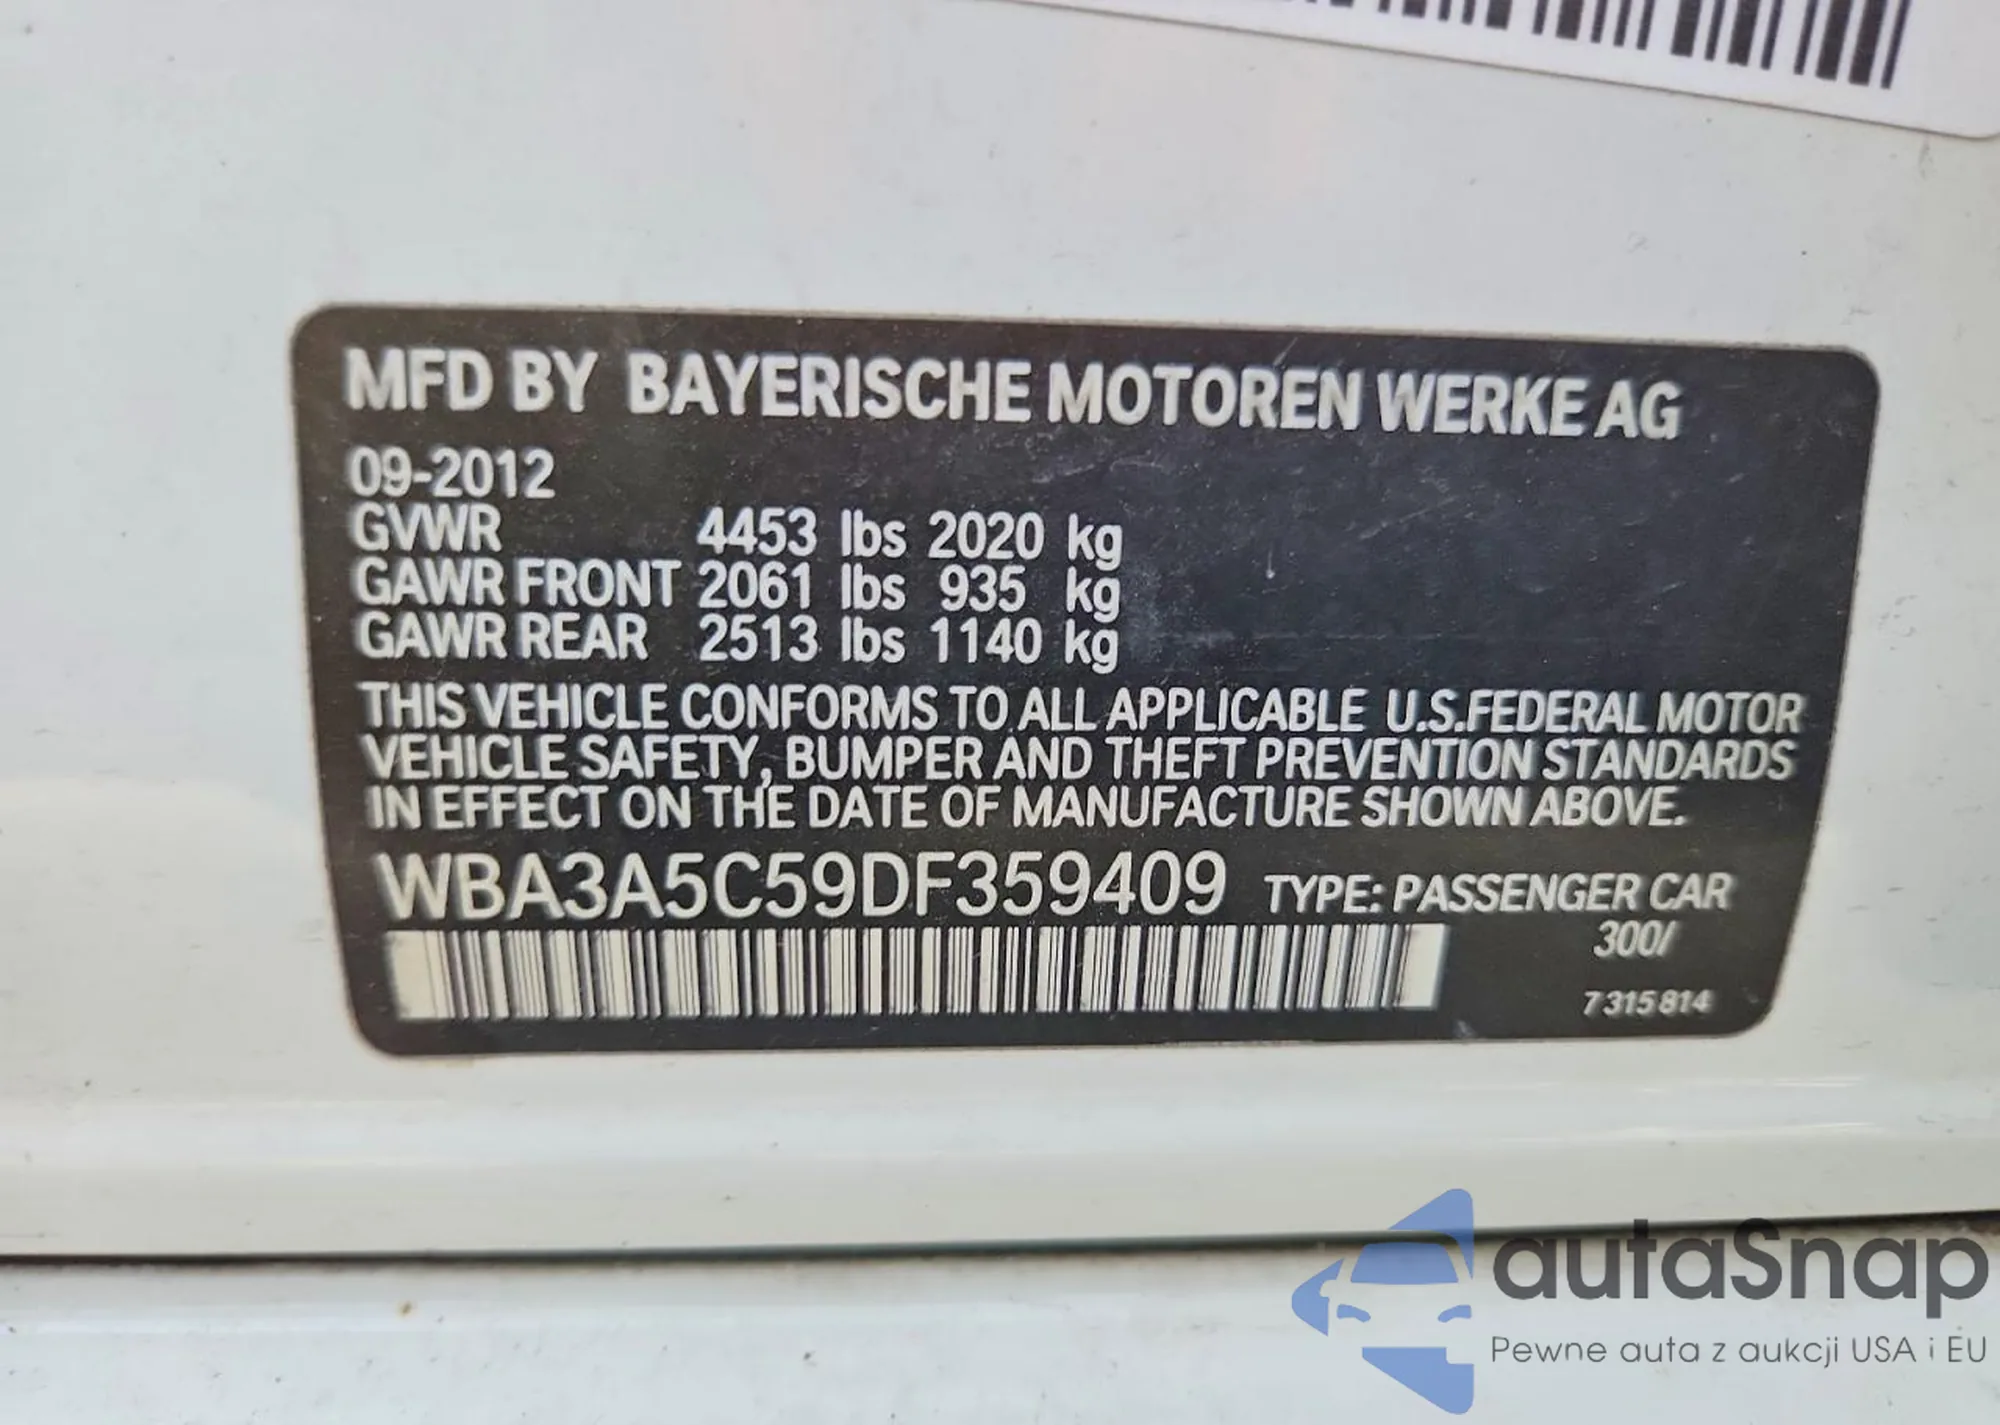 MFD BY BAYERISCHE MOTOREN WERKE AG
09-2012
GVWR 4453 lbs 2020 kg
GAWR FRONT 2061 lbs 935 kg
GAWR REAR 2513 lbs 1140 kg
THIS VEHICLE CONFORMS TO ALL APPLICABLE U.S.FEDERAL MOTOR
VEHICLE SAFETY, BUMPER AND THEFT PREVENTION STANDARDS
IN EFFECT ON THE DATE OF MANUFACTURE SHOWN ABOVE.
WBA3A5C59DF359409 TYPE: PASSENGER CAR
300/
7315814
autaSnap
Pewne auta z aukcji USA i EU